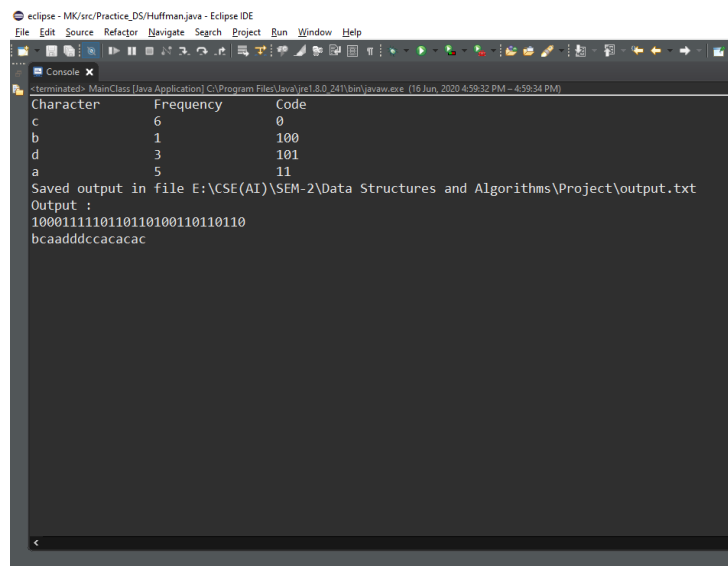 eclipse - MK/src/Practice_DS/Huffman.java - Eclipse IDE
File Edit Source Refactor Navigate Search Project Run Window Help
Console
<terminated> MainClass [Java Application] C:\Program Files\Java\jre1.8.0_241\bin\javaw.exe (16 Jun, 2020 4:59:32 PM – 4:59:34 PM)
Character Frequency Code
c 6 0
b 1 100
d 3 101
a 5 11
Saved output in file E:\CSE(AI)\SEM-2\Data Structures and Algorithms\Project\output.txt
Output :
1000111110110110100110110110
bcaadddccacacac